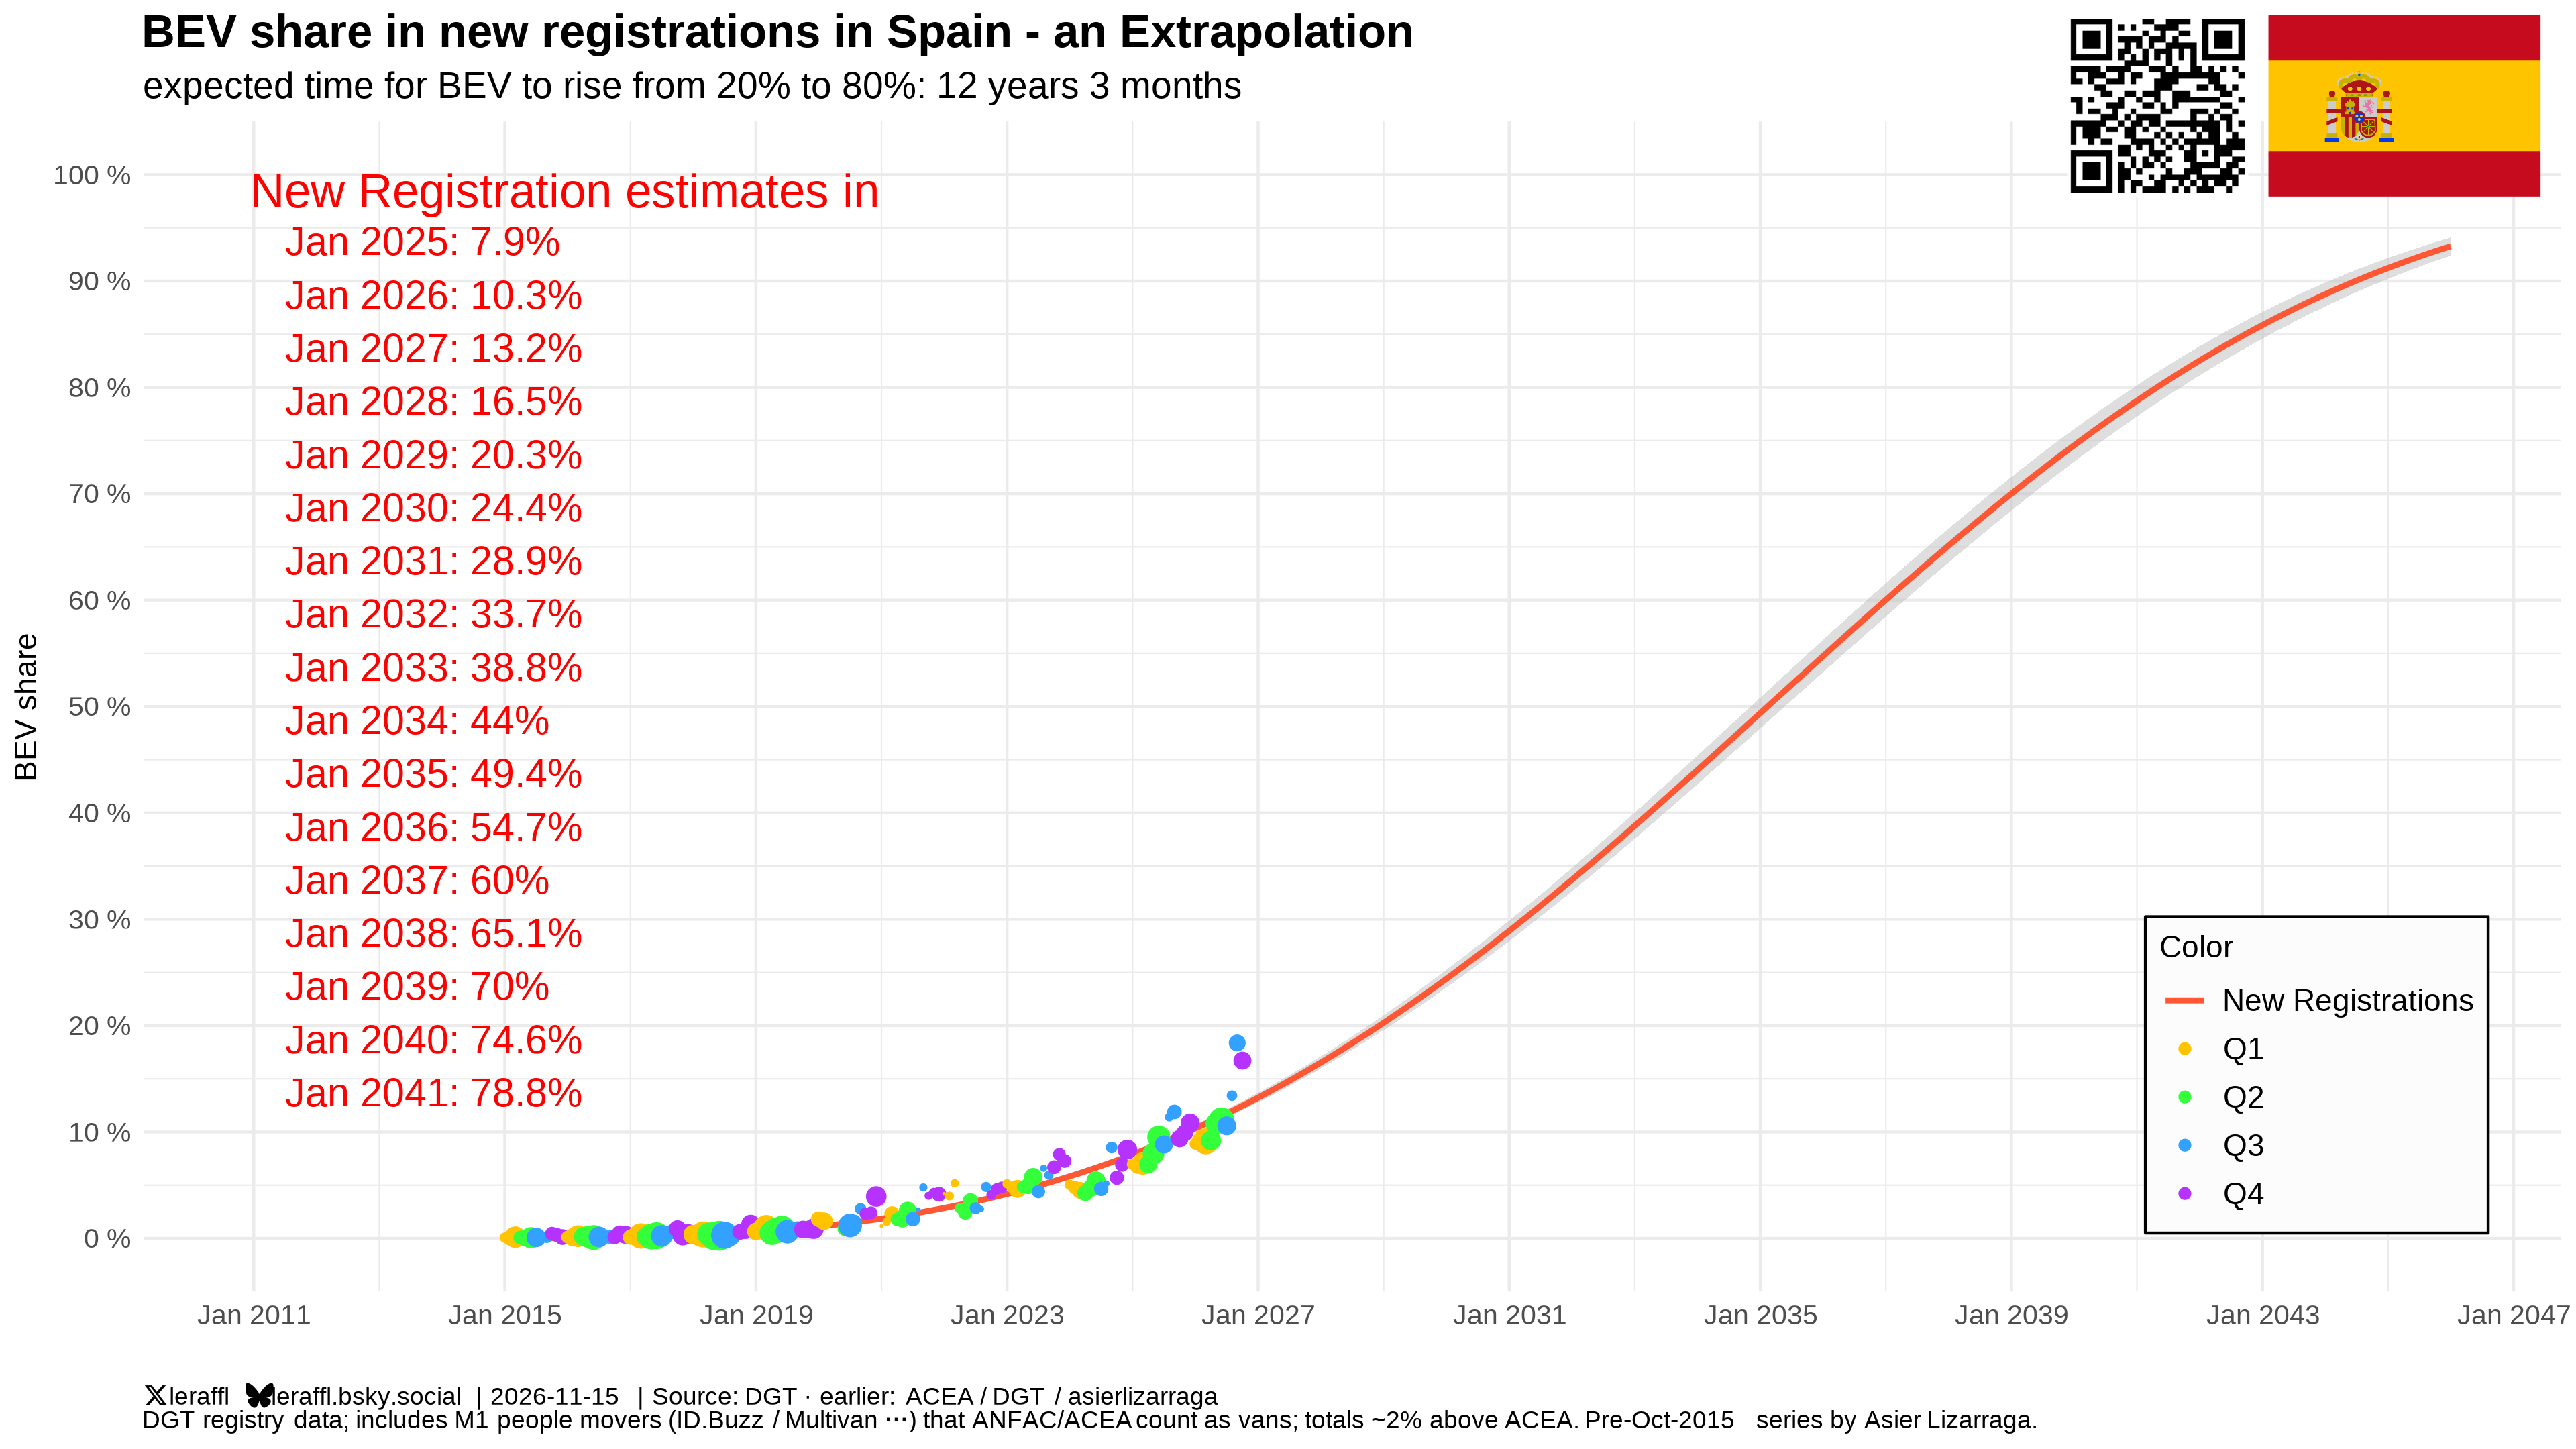 BEV share in new registrations in Spain - an Extrapolation
expected time for BEV to rise from 20% to 80%: 12 years 3 months
New Registration estimates in
Jan 2025: 7.9%
Jan 2026: 10.3%
Jan 2027: 13.2%
Jan 2028: 16.5%
Jan 2029: 20.3%
Jan 2030: 24.4%
Jan 2031: 28.9%
Jan 2032: 33.7%
Jan 2033: 38.8%
Jan 2034: 44%
Jan 2035: 49.4%
Jan 2036: 54.7%
Jan 2037: 60%
Jan 2038: 65.1%
Jan 2039: 70%
Jan 2040: 74.6%
Jan 2041: 78.8%
BEV share
100 %
90 %
80 %
70 %
60 %
50 %
40 %
30 %
20 %
10 %
0 %
Jan 2011
Jan 2015
Jan 2019
Jan 2023
Jan 2027
Jan 2031
Jan 2035
Jan 2039
Jan 2043
Jan 2047
Color
New Registrations
Q1
Q2
Q3
Q4
leraffl leraffl.bsky.social | 2026-11-15 | Source: DGT · earlier: ACEA / DGT / asierlizarraga
DGT registry data; includes M1 people movers (ID.Buzz / Multivan ···) that ANFAC/ACEA count as vans; totals ~2% above ACEA. Pre-Oct-2015 series by Asier Lizarraga.